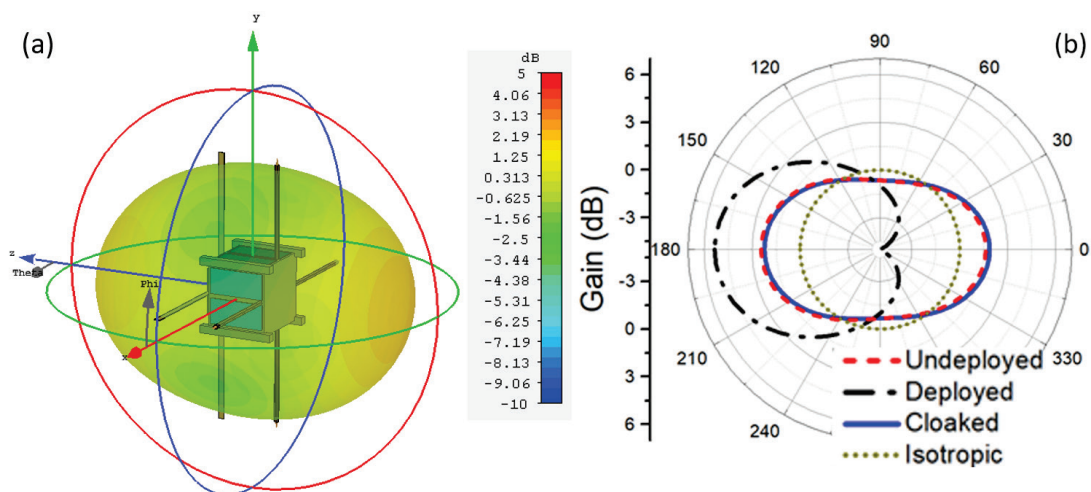 (a)
y
z
The
Phi
x
dB
5
4.06
3.13
2.19
1.25
0.313
-0.625
-1.56
-2.5
-3.44
-4.38
-5.31
-6.25
-7.19
-8.13
-9.06
-10
(b)
Gain (dB)
6
3
0
-3
-3
0
3
6
90
120
60
150
30
180
0
210
330
240
Undeployed
Deployed
Cloaked
Isotropic